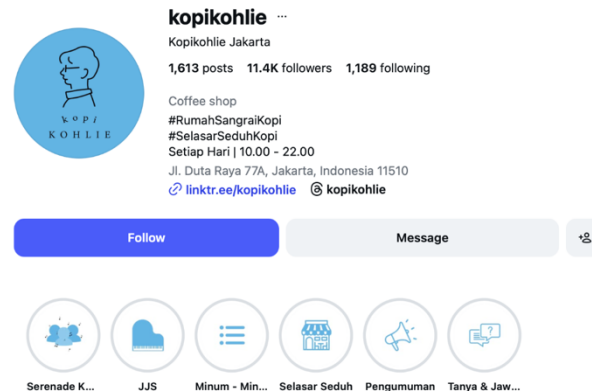 kopikohlie ...
Kopikohlie Jakarta
1,613 posts 11.4K followers 1,189 following
kopi
KOHLIE
Coffee shop
#RumahSangraiKopi
#SelasarSeduhKopi
Setiap Hari | 10.00 - 22.00
Jl. Duta Raya 77A, Jakarta, Indonesia 11510
linktr.ee/kopikohlie kopikohlie
Follow Message
Serenade K... JJS Minum - Min... Selasar Seduh Pengumuman Tanya & Jaw...